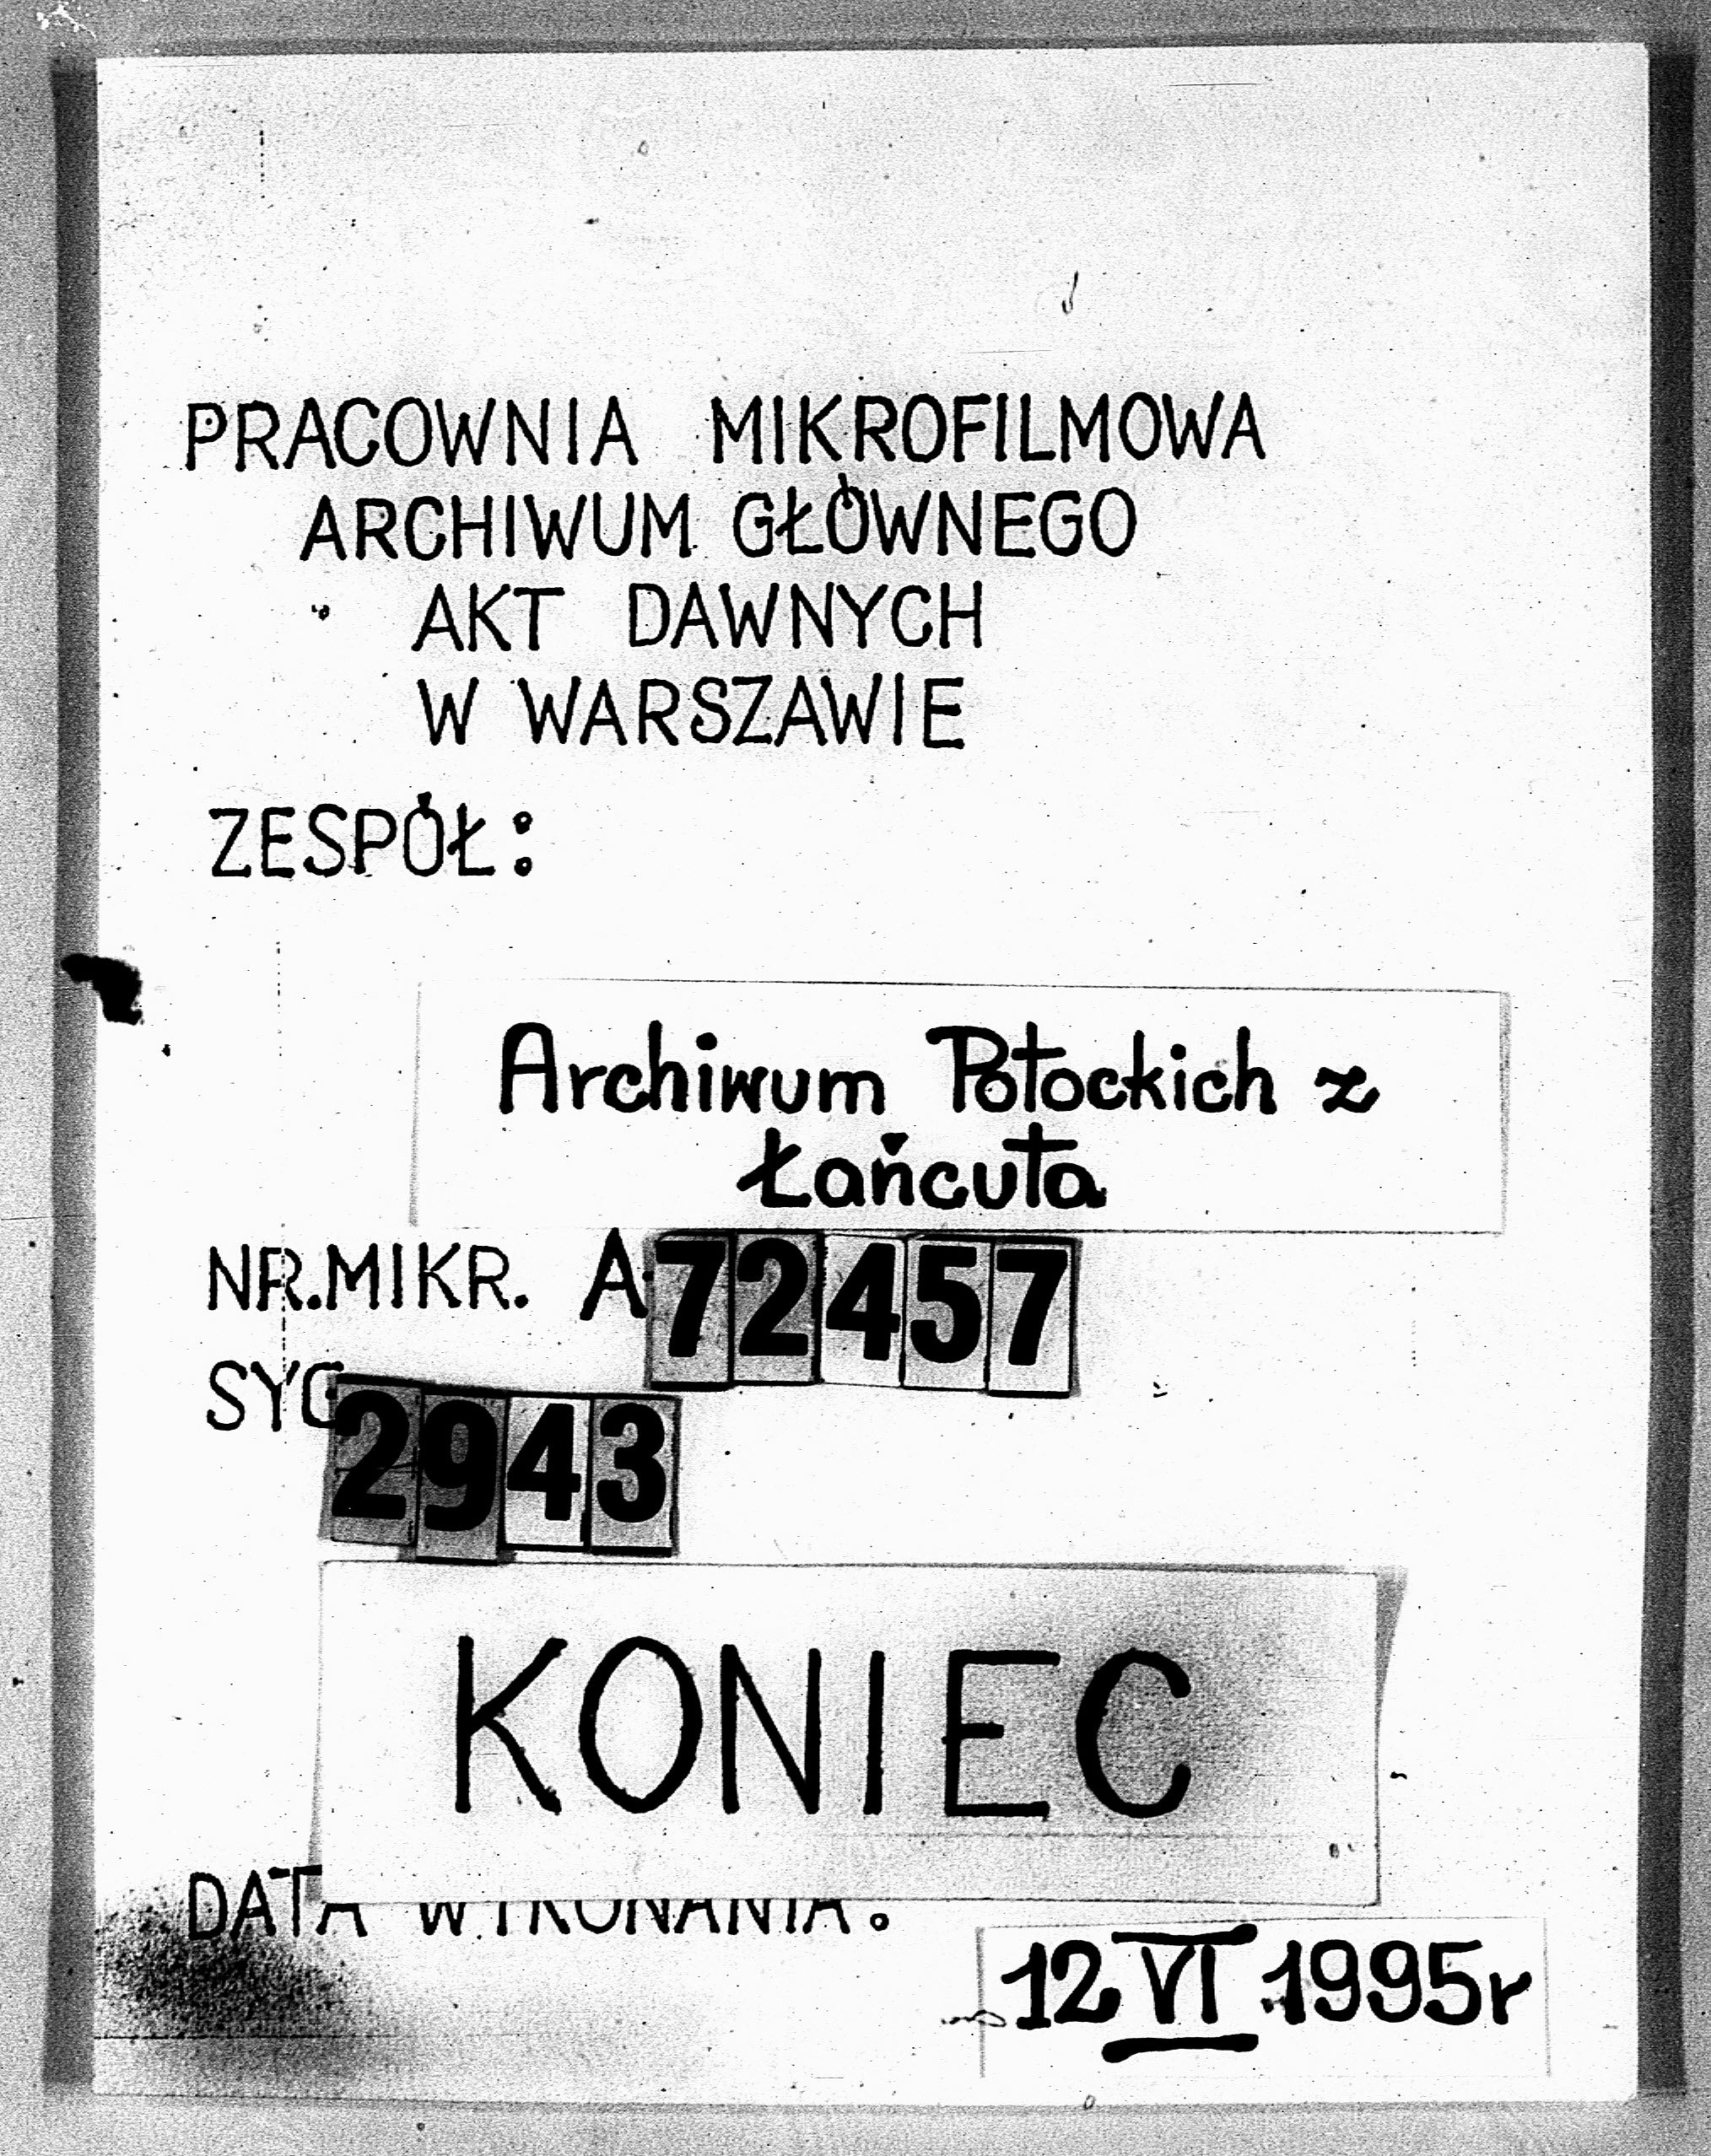 PRACOWNIA MIKROFILMOWA
ARCHIWUM GŁÓWNEGO
AKT DAWNYCH
W WARSZAWIE
ZESPÓŁ:
Archiwum Potockich z
Łańcuta
NR.MIKR. A 72457
SYG 2943
KONIEC
DATA WYKONANIA:
12 VI 1995r